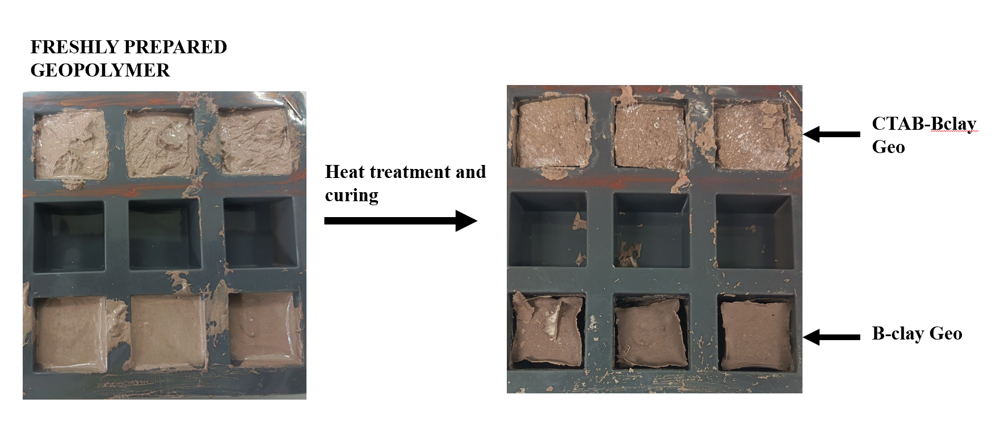 FRESHLY PREPARED
GEOPOLYMER
Heat treatment and
curing
CTAB-Bclay
Geo
B-clay Geo